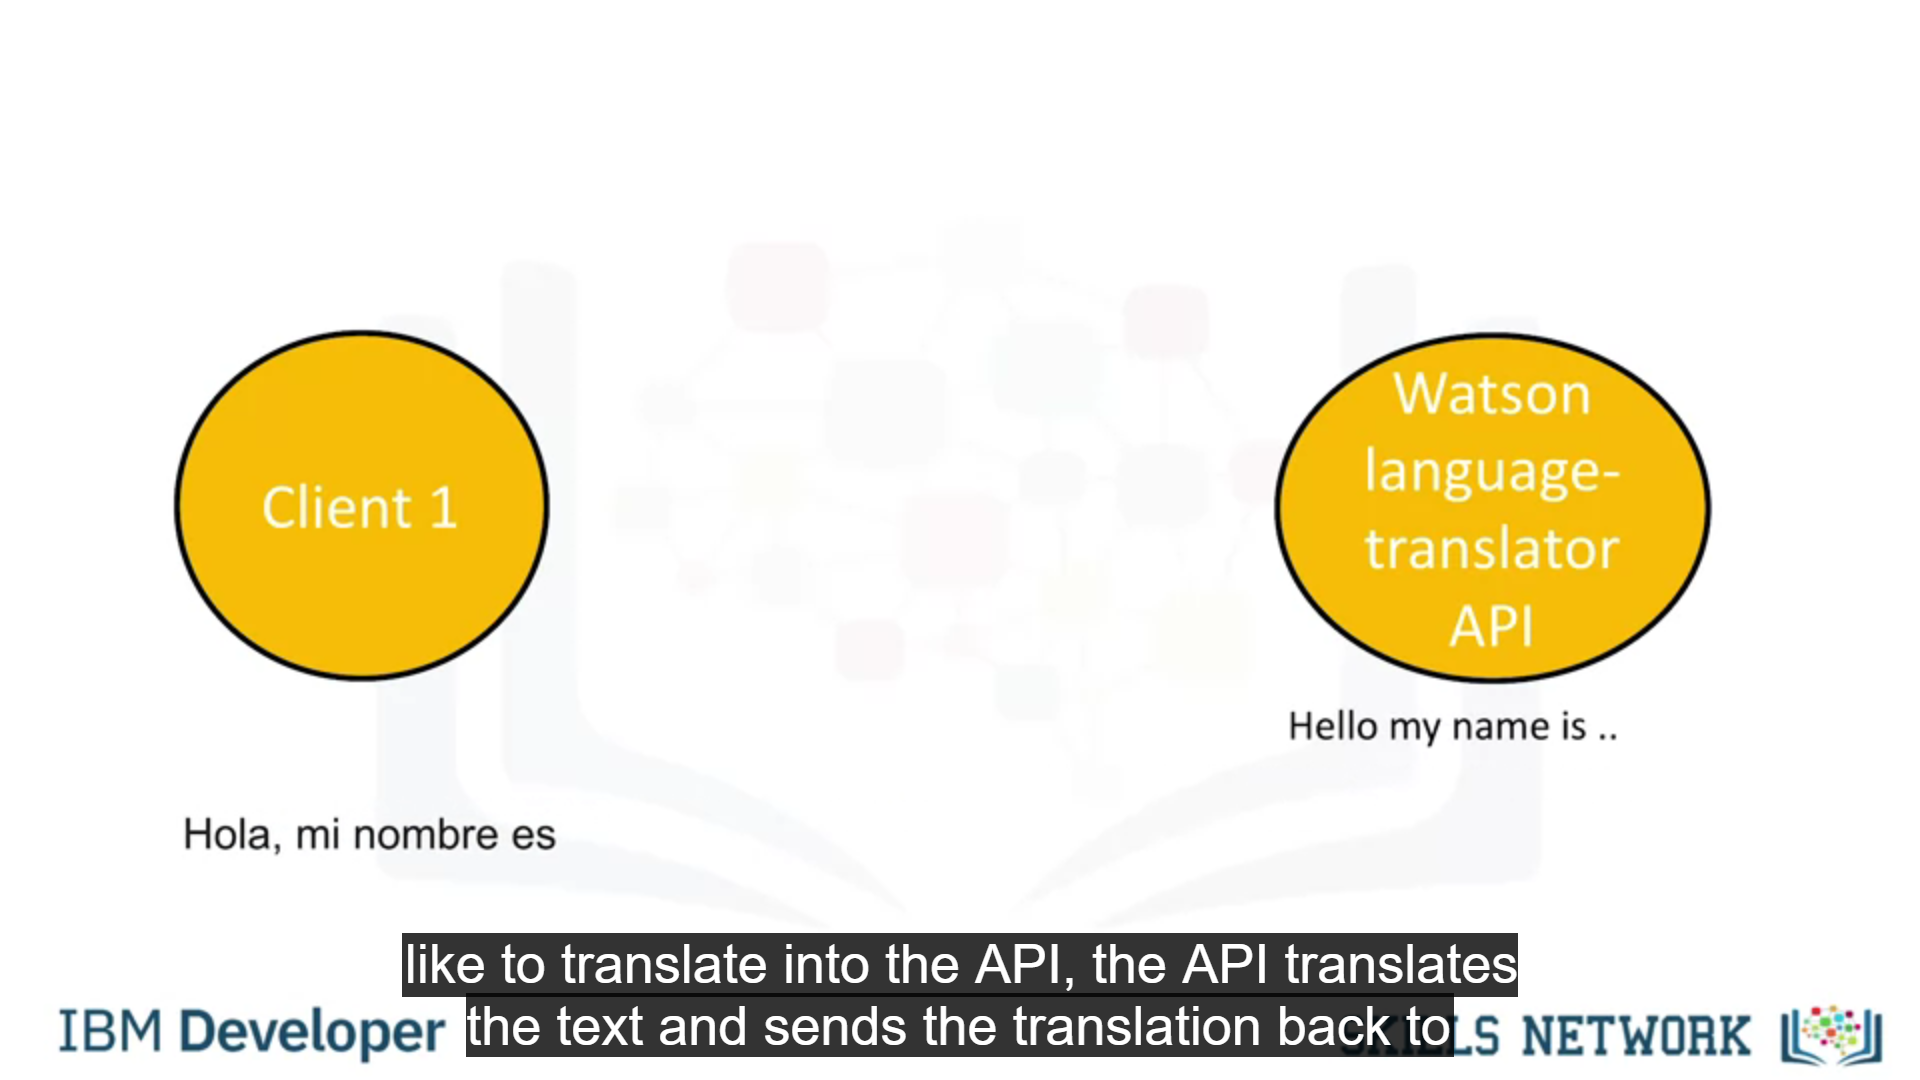 Client 1
Watson
language-
translator
API
Hello my name is ..
Hola, mi nombre es
like to translate into the API, the API translates
the text and sends the translation back to
IBM Developer
SKILLS NETWORK